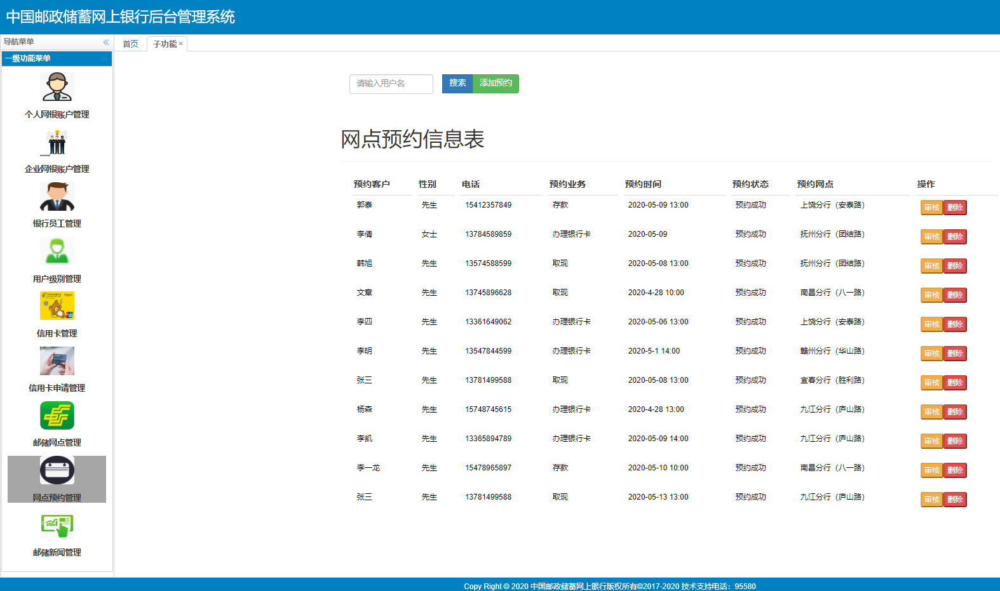 中国邮政储蓄网上银行后台管理系统
导航菜单
首页 子功能
一级功能菜单
个人网银账户管理
企业网银账户管理
银行员工管理
用户级别管理
信用卡管理
信用卡申请管理
邮储网点管理
网点预约管理
邮储新闻管理
请输入用户名 搜索 添加预约
网点预约信息表
预约客户 性别 电话 预约业务 预约时间 预约状态 预约网点 操作
郭泰 先生 15412357849 存款 2020-05-09 13:00 预约成功 上饶分行（安泰路） 审核 删除
李倩 女士 13784589859 办理银行卡 2020-05-09 预约成功 抚州分行（团结路） 审核 删除
韩旭 先生 13574588599 取现 2020-05-08 13:00 预约成功 抚州分行（团结路） 审核 删除
文章 先生 13745896628 取现 2020-4-28 10:00 预约成功 南昌分行（八一路） 审核 删除
李四 先生 13361649062 办理银行卡 2020-05-06 13:00 预约成功 上饶分行（安泰路） 审核 删除
李明 先生 13547844599 办理银行卡 2020-5-1 14:00 预约成功 赣州分行（华山路） 审核 删除
张三 先生 13781499588 取现 2020-05-08 13:00 预约成功 宜春分行（胜利路） 审核 删除
杨森 先生 15748745615 办理银行卡 2020-4-28 13:00 预约成功 九江分行（庐山路） 审核 删除
李凯 先生 13365894789 办理银行卡 2020-05-09 14:00 预约成功 九江分行（庐山路） 审核 删除
李一龙 先生 15478965897 存款 2020-05-10 10:00 预约成功 南昌分行（八一路） 审核 删除
张三 先生 13781499588 取现 2020-05-13 13:00 预约成功 九江分行（庐山路） 审核 删除
Copy Right © 2020 中国邮政储蓄网上银行版权所有©2017-2020 技术支持电话：95580